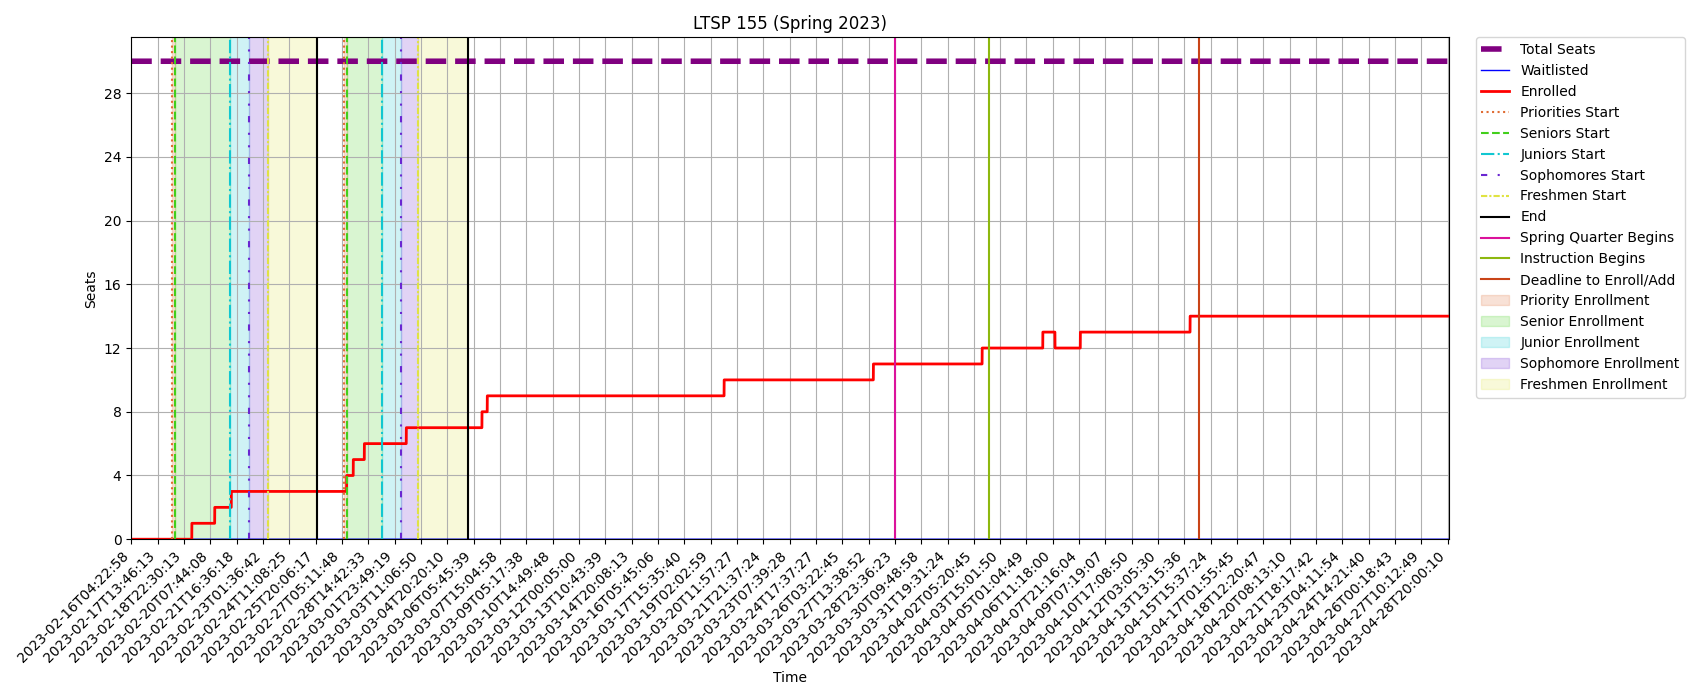 LTSP 155 (Spring 2023)
Seats
28
24
20
16
12
8
4
0
2023-02-16T04:22:58
2023-02-17T13:46:13
2023-02-18T22:30:13
2023-02-20T07:44:08
2023-02-21T16:36:18
2023-02-23T01:36:42
2023-02-24T11:08:25
2023-02-25T20:06:17
2023-02-27T05:11:48
2023-02-28T14:42:33
2023-03-01T23:49:19
2023-03-03T11:06:50
2023-03-04T20:20:10
2023-03-06T05:45:39
2023-03-07T15:04:58
2023-03-09T05:17:38
2023-03-10T14:49:48
2023-03-12T00:05:00
2023-03-13T10:43:39
2023-03-14T20:08:13
2023-03-16T05:45:06
2023-03-17T15:35:40
2023-03-19T02:02:59
2023-03-20T11:57:27
2023-03-21T21:37:24
2023-03-23T07:39:28
2023-03-24T17:37:27
2023-03-26T03:22:45
2023-03-27T13:38:52
2023-03-28T23:36:23
2023-03-30T09:48:58
2023-03-31T19:31:24
2023-04-02T05:20:45
2023-04-03T15:01:50
2023-04-05T01:04:49
2023-04-06T11:18:00
2023-04-07T21:16:04
2023-04-09T07:19:07
2023-04-10T17:08:50
2023-04-12T03:05:30
2023-04-13T13:15:36
2023-04-15T15:37:24
2023-04-17T01:55:45
2023-04-18T12:20:47
2023-04-20T08:13:10
2023-04-21T18:17:42
2023-04-23T04:11:54
2023-04-24T14:21:40
2023-04-26T00:18:43
2023-04-27T10:12:49
2023-04-28T20:00:10
Time
Total Seats
Waitlisted
Enrolled
Priorities Start
Seniors Start
Juniors Start
Sophomores Start
Freshmen Start
End
Spring Quarter Begins
Instruction Begins
Deadline to Enroll/Add
Priority Enrollment
Senior Enrollment
Junior Enrollment
Sophomore Enrollment
Freshmen Enrollment